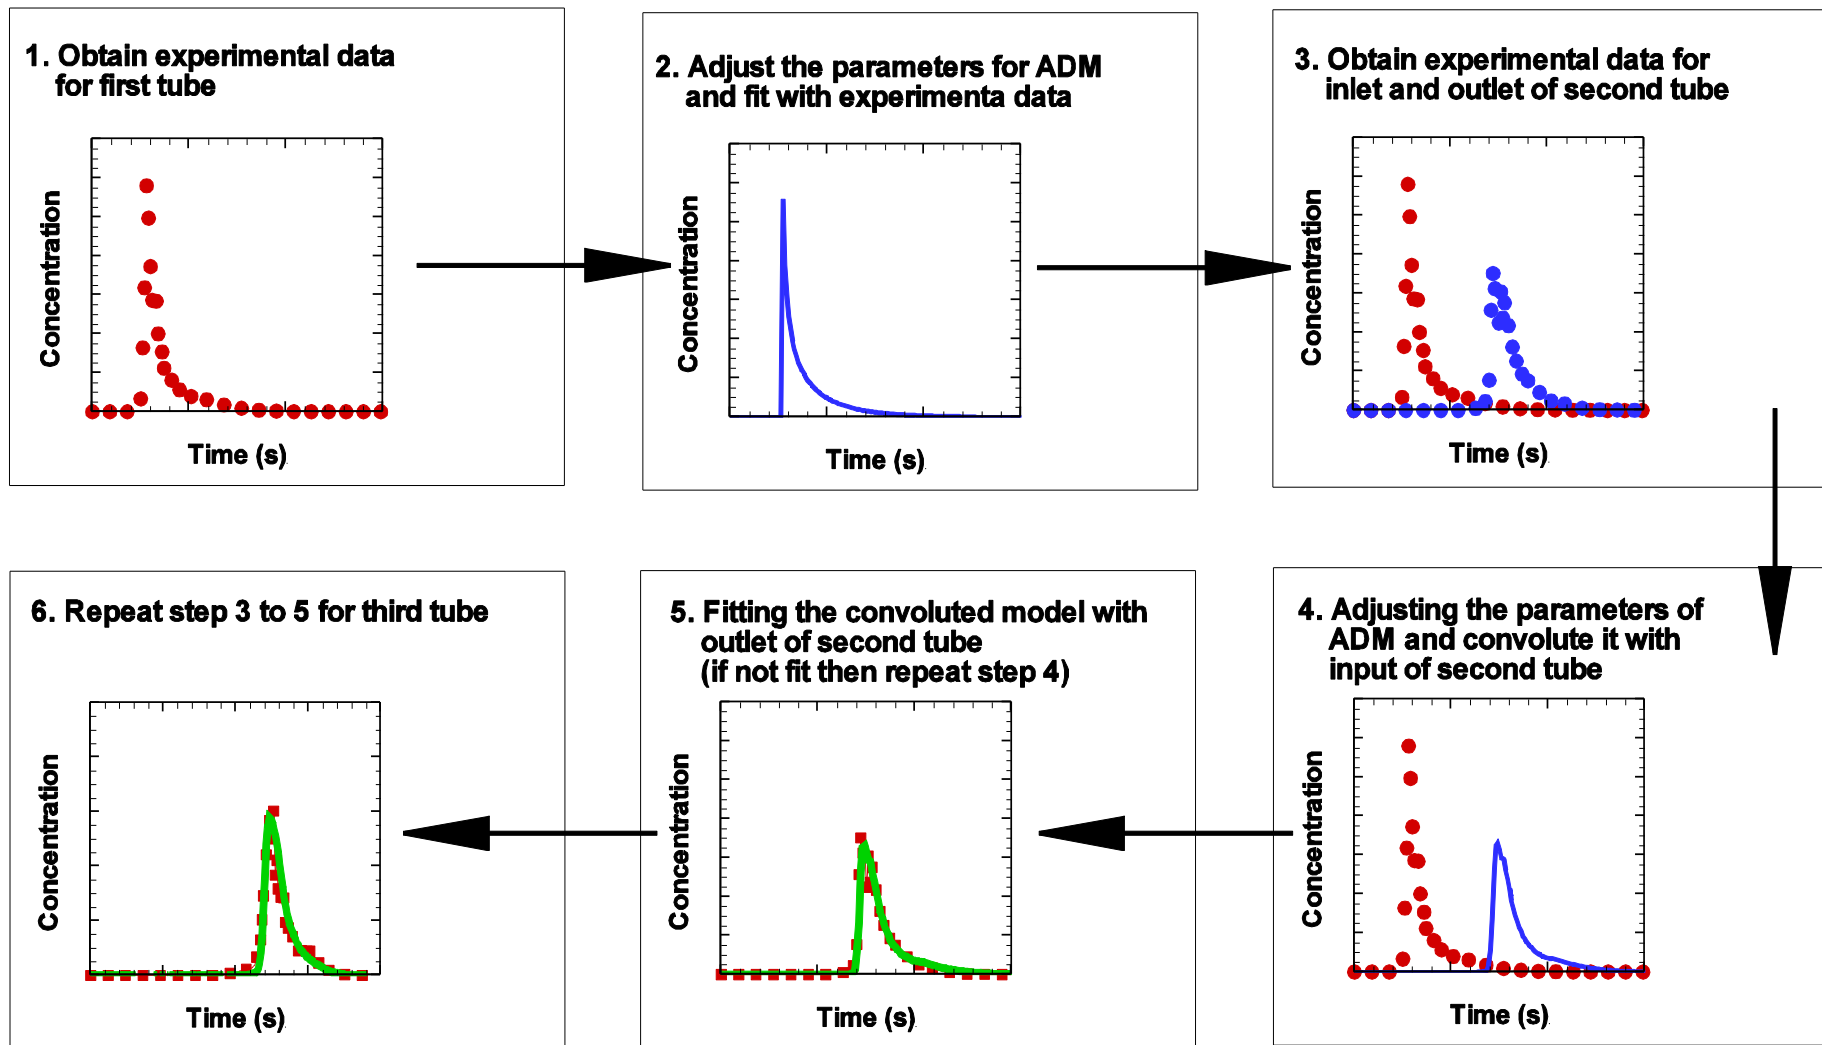 1. Obtain experimental data
for first tube
Concentration
Time (s)
2. Adjust the parameters for ADM
and fit with experimenta data
Concentration
Time (s)
3. Obtain experimental data for
inlet and outlet of second tube
Concentration
Time (s)
4. Adjusting the parameters of
ADM and convolute it with
input of second tube
Concentration
Time (s)
5. Fitting the convoluted model with
outlet of second tube
(if not fit then repeat step 4)
Concentration
Time (s)
6. Repeat step 3 to 5 for third tube
Concentration
Time (s)